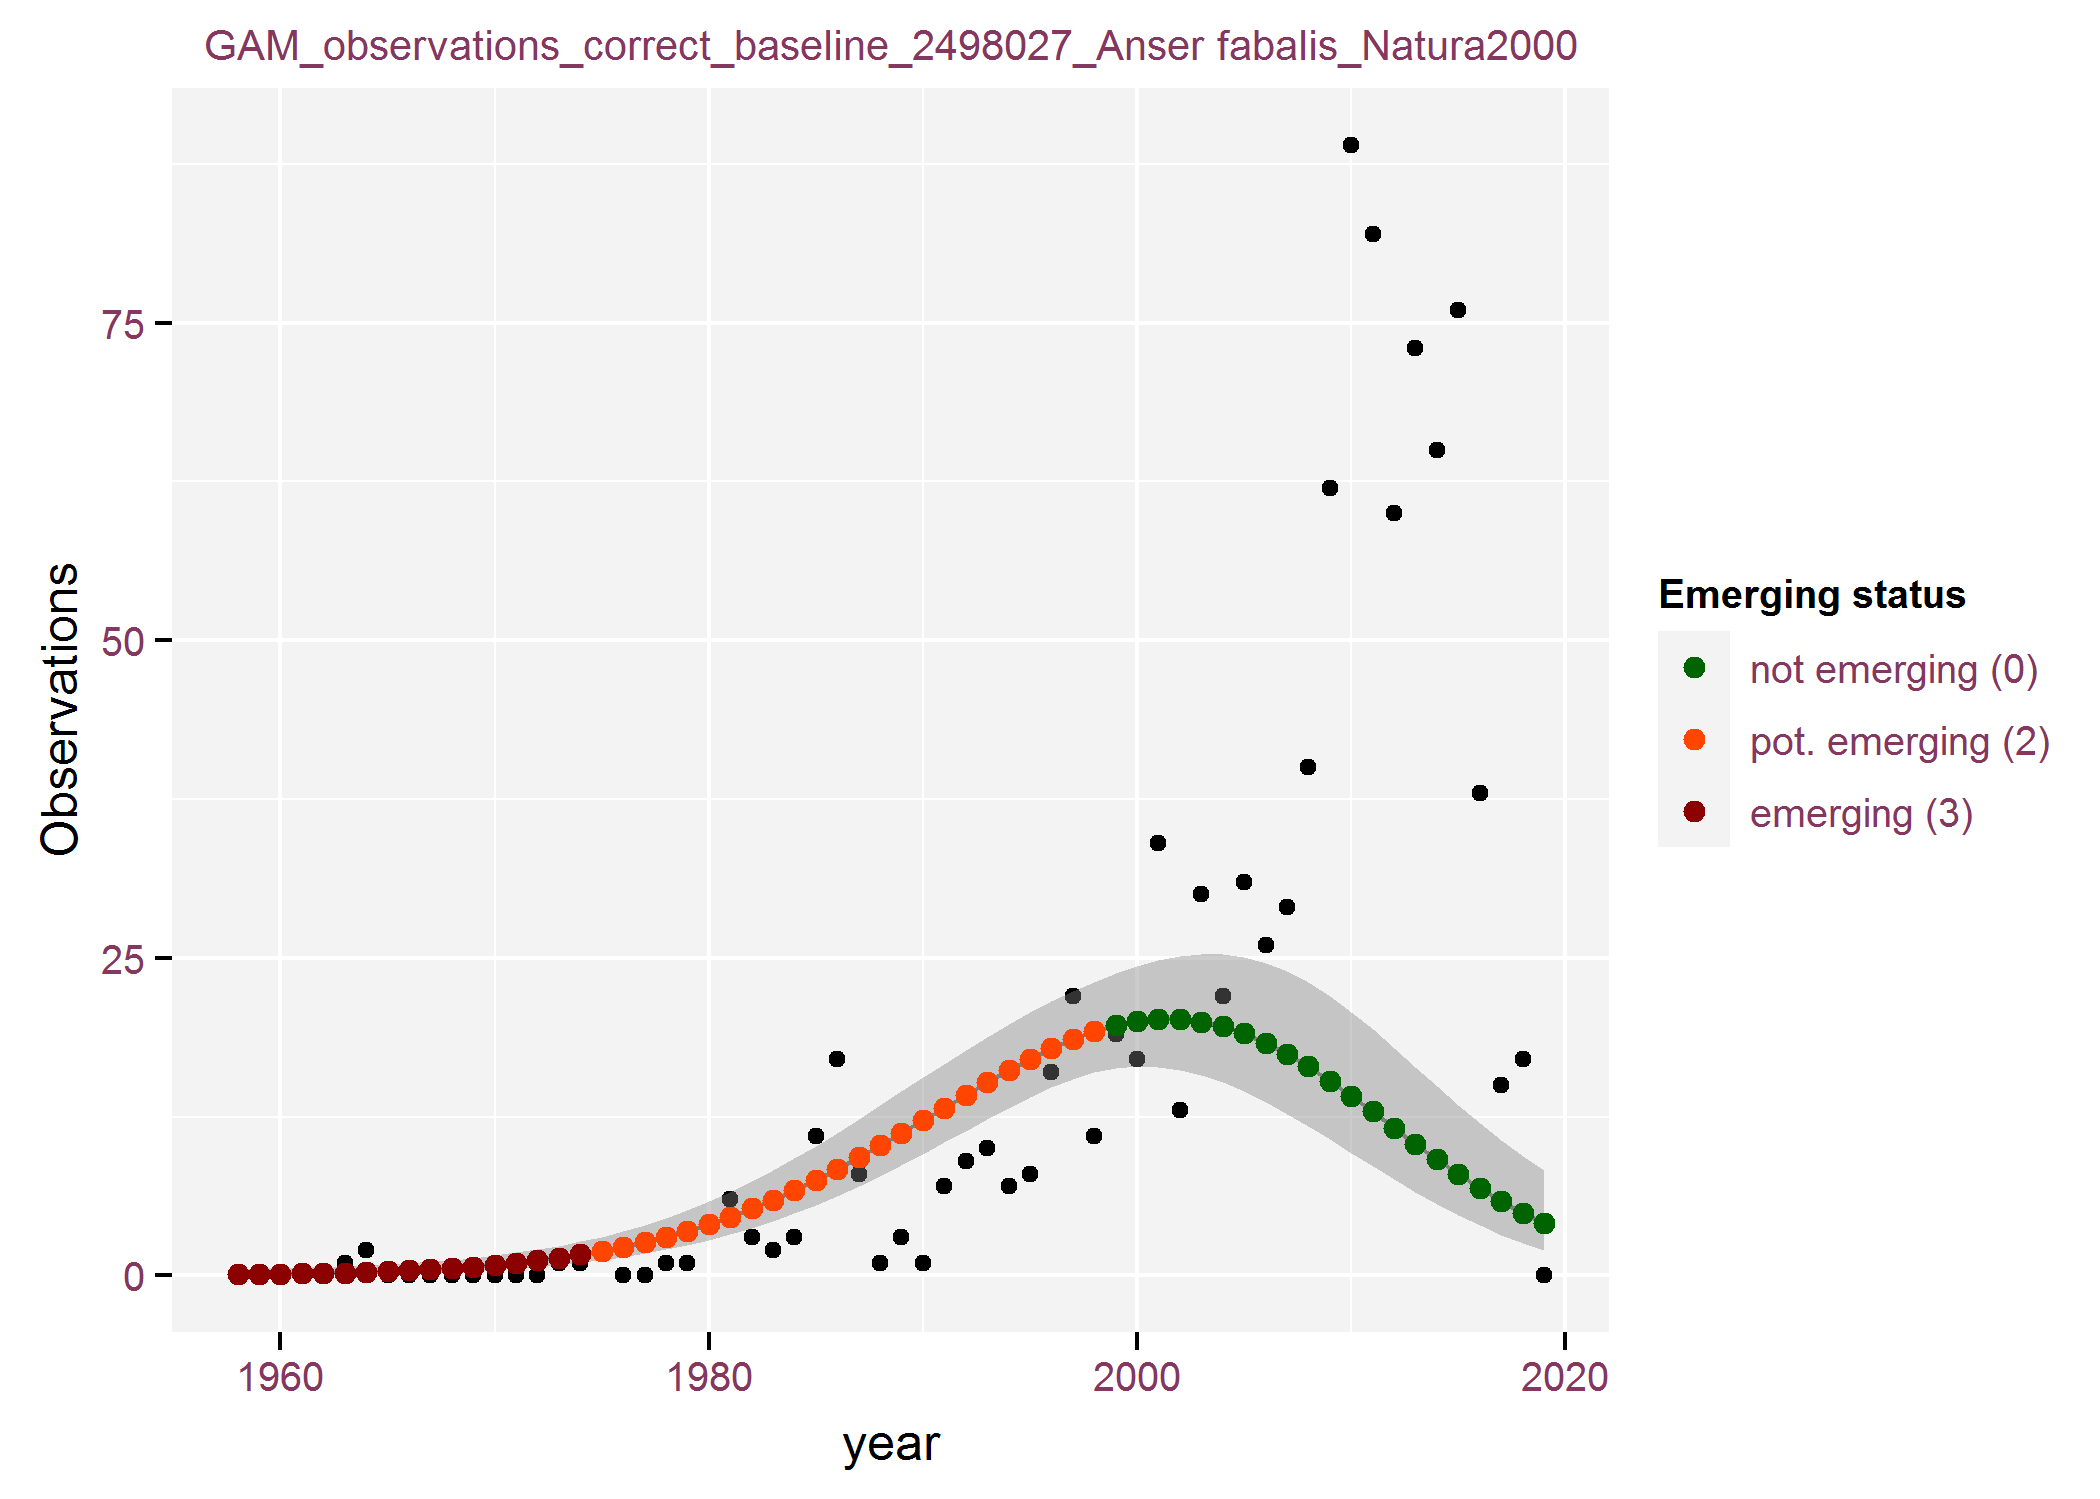 GAM_observations_correct_baseline_2498027_Anser fabalis_Natura2000
75
50
25
0
Observations
1960 1980 2000 2020
year
Emerging status
not emerging (0)
pot. emerging (2)
emerging (3)